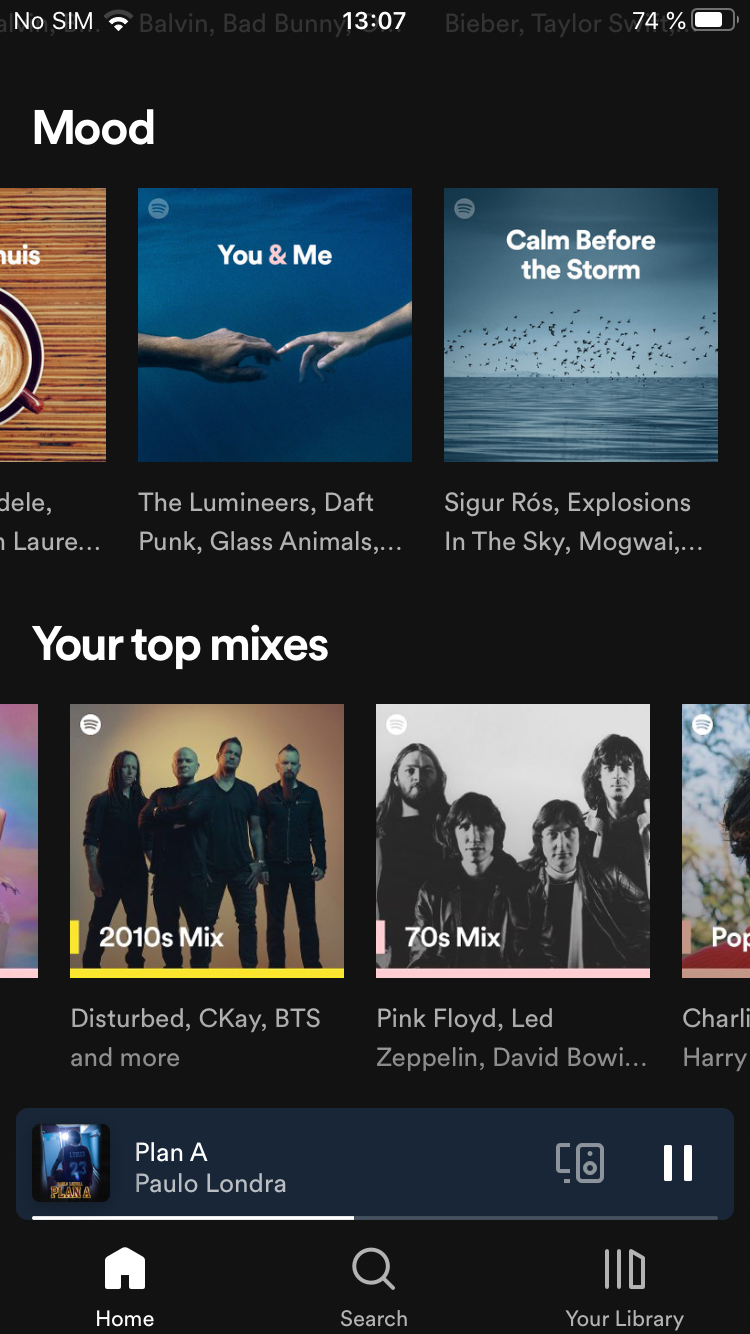 No SIM 13:07 74 %
Balvin, Bad Bunny, Bieber, Taylor Swift,...
Mood
You & Me
Calm Before
the Storm
dele,
The Lumineers, Daft
Sigur Rós, Explosions
Laure...
Punk, Glass Animals,...
In The Sky, Mogwai,...
Your top mixes
2010s Mix
70s Mix
Pop
Disturbed, CKay, BTS
Pink Floyd, Led
Charli
and more
Zeppelin, David Bowi...
Harry
23
PLAN A
Plan A
Paulo Londra
Home
Search
Your Library